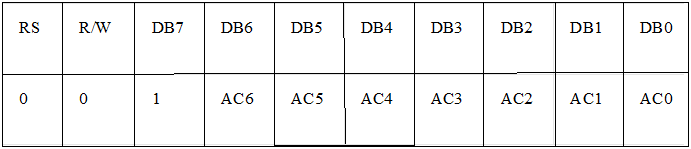 RS R/W DB7 DB6 DB5 DB4 DB3 DB2 DB1 DB0
0 0 1 AC6 AC5 AC4 AC3 AC2 AC1 AC0